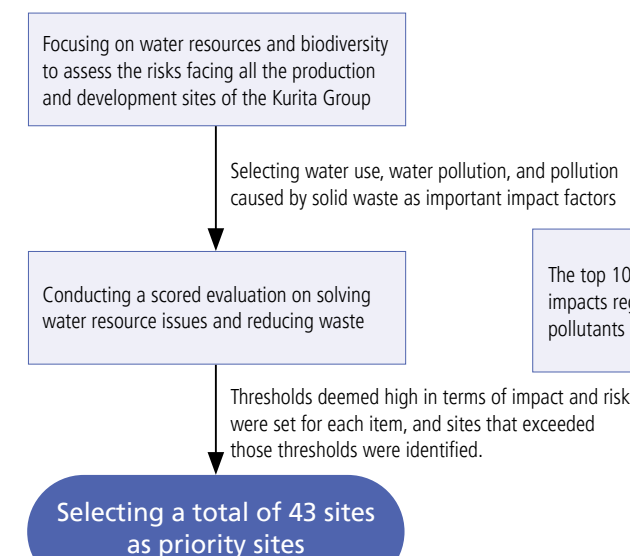 Focusing on water resources and biodiversity
to assess the risks facing all the production
and development sites of the Kurita Group
Selecting water use, water pollution, and pollution
caused by solid waste as important impact factors
Conducting a scored evaluation on solving
water resource issues and reducing waste
The top 10
impacts
pollutants
Thresholds deemed high in terms of impact and risk
were set for each item, and sites that exceeded
those thresholds were identified.
Selecting a total of 43 sites
as priority sites